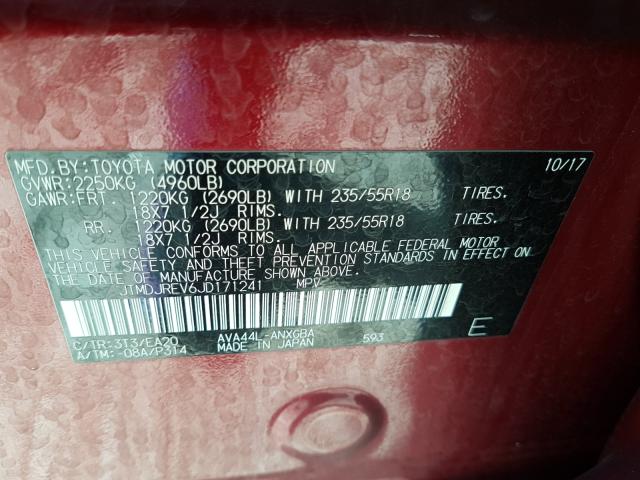 MFD.BY:TOYOTA MOTOR CORPORATION 10/17
GVWR:2250KG (4960LB)
GAWR:FRT. 1220KG (2690LB) WITH 235/55R18 TIRES.
18X7 1/2J RIMS.
RR. 1220KG (2690LB) WITH 235/55R18 TIRES.
18X7 1/2J RIMS.
THIS VEHICLE CONFORMS TO ALL APPLICABLE FEDERAL MOTOR
VEHICLE SAFETY AND THEFT PREVENTION STANDARDS IN EFFECT ON
THE DATE OF MANUFACTURE SHOWN ABOVE.
JTMDJREV6JD171241 MPV
C/TR:3T3/EA20 AVA44L-ANXGBA 593 E
A/TM:-08A/P314 MADE IN JAPAN